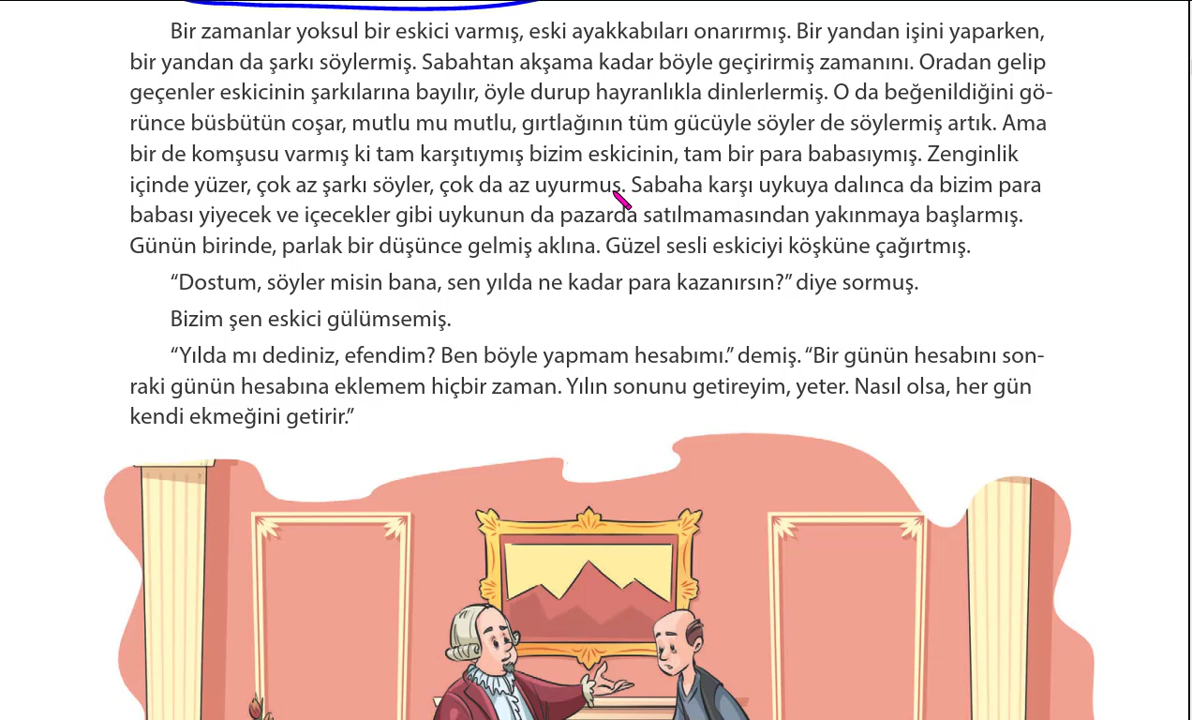 Bir zamanlar yoksul bir eskici varmış, eski ayakkabıları onarırmış. Bir yandan işini yaparken,
bir yandan da şarkı söylermiş. Sabahtan akşama kadar böyle geçirirmiş zamanını. Oradan gelip
geçenler eskicinin şarkılarına bayılır, öyle durup hayranlıkla dinlerlermiş. O da beğenildiğini gö-
rünce büsbütün coşar, mutlu mu mutlu, gırtlağının tüm gücüyle söyler de söylermiş artık. Ama
bir de komşusu varmış ki tam karşıtıymış bizim eskicinin, tam bir para babasıymış. Zenginlik
içinde yüzer, çok az şarkı söyler, çok da az uyurmuş. Sabaha karşı uykuya dalınca da bizim para
babası yiyecek ve içecekler gibi uykunun da pazarda satılmamasından yakınmaya başlarmış.
Günün birinde, parlak bir düşünce gelmiş aklına. Güzel sesli eskiciyi köşküne çağırtmış.
“Dostum, söyler misin bana, sen yılda ne kadar para kazanırsın?” diye sormuş.
Bizim şen eskici gülümsemiş.
“Yılda mı dediniz, efendim? Ben böyle yapmam hesabımı.” demiş. “Bir günün hesabını son-
raki günün hesabına eklemem hiçbir zaman. Yılın sonunu getireyim, yeter. Nasıl olsa, her gün
kendi ekmeğini getirir.”